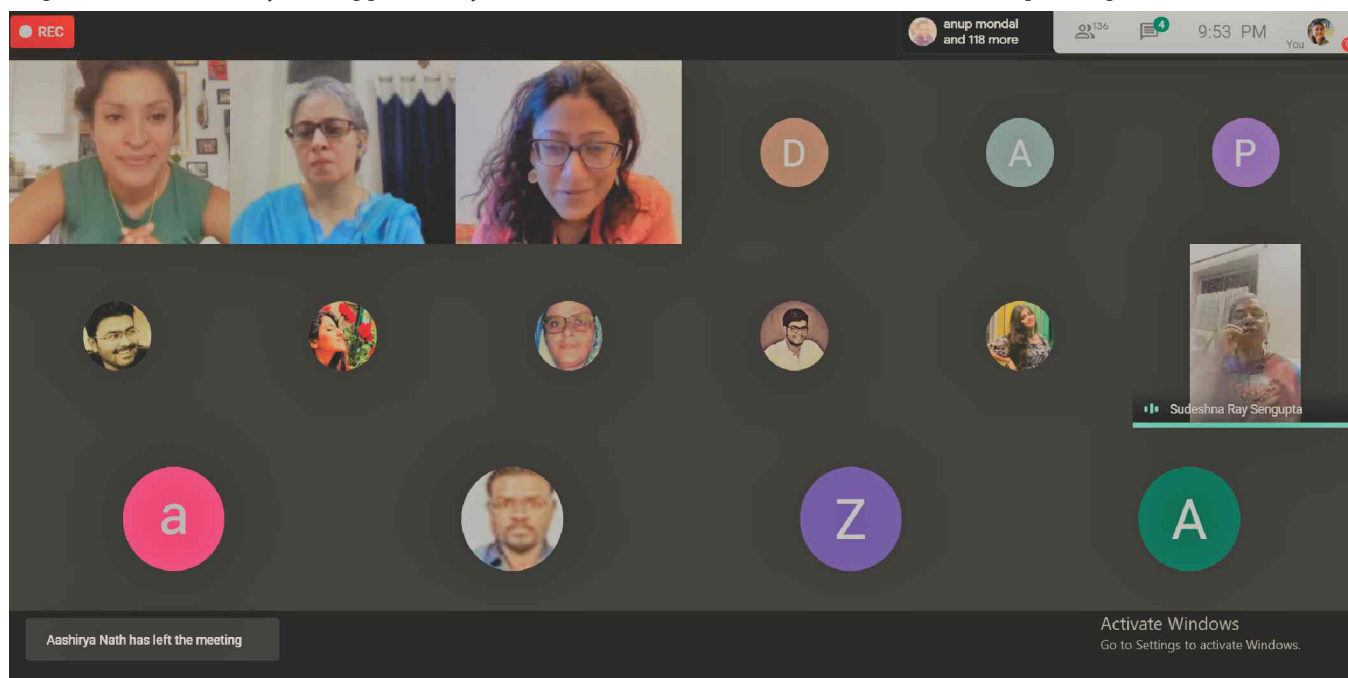 REC
anup mondal
and 118 more
136
4
9:53 PM
You
D
A
P
Sudeshna Ray Sengupta
a
Z
A
Aashirya Nath has left the meeting
Activate Windows
Go to Settings to activate Windows.